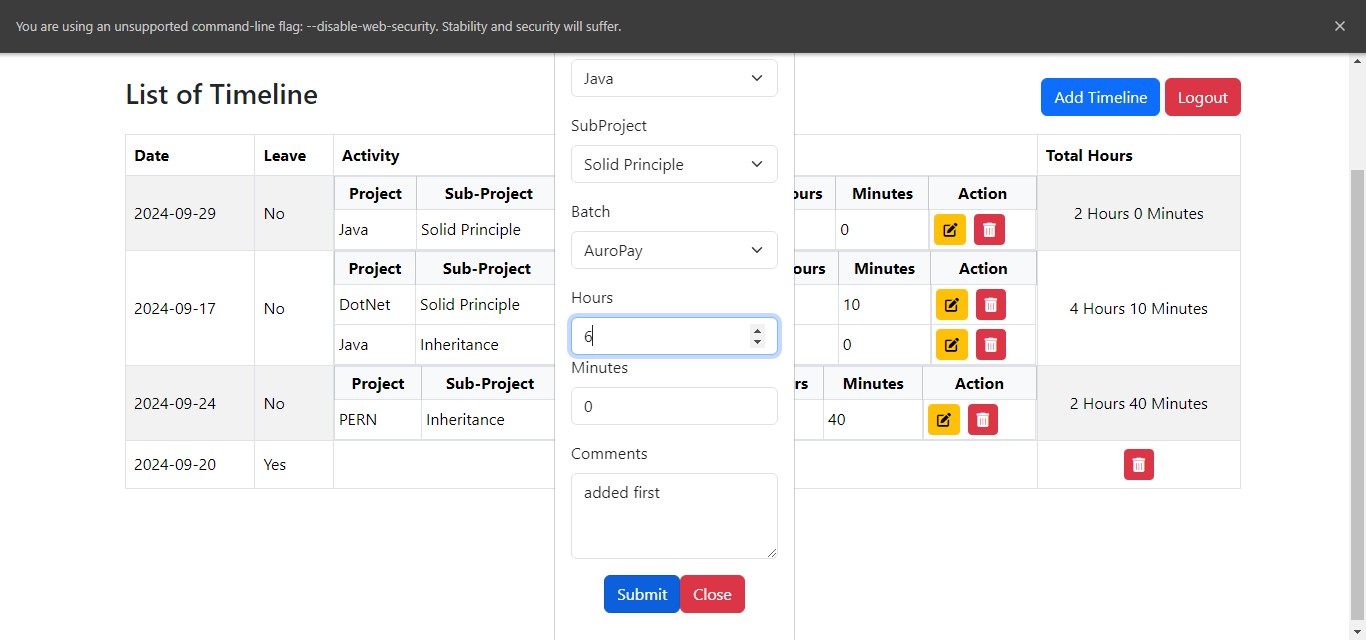 You are using an unsupported command-line flag: --disable-web-security. Stability and security will suffer.
List of Timeline
Add Timeline
Logout
Date
Leave
Activity
Total Hours
2024-09-29
No
Project
Sub-Project
Minutes
Action
Java
Solid Principle
0
2 Hours 0 Minutes
2024-09-17
No
Project
Sub-Project
Minutes
Action
DotNet
Solid Principle
10
Java
Inheritance
0
4 Hours 10 Minutes
2024-09-24
No
Project
Sub-Project
Minutes
Action
PERN
Inheritance
40
2 Hours 40 Minutes
2024-09-20
Yes
Java
SubProject
Solid Principle
Batch
AuroPay
Hours
6
Minutes
0
Comments
added first
Submit
Close